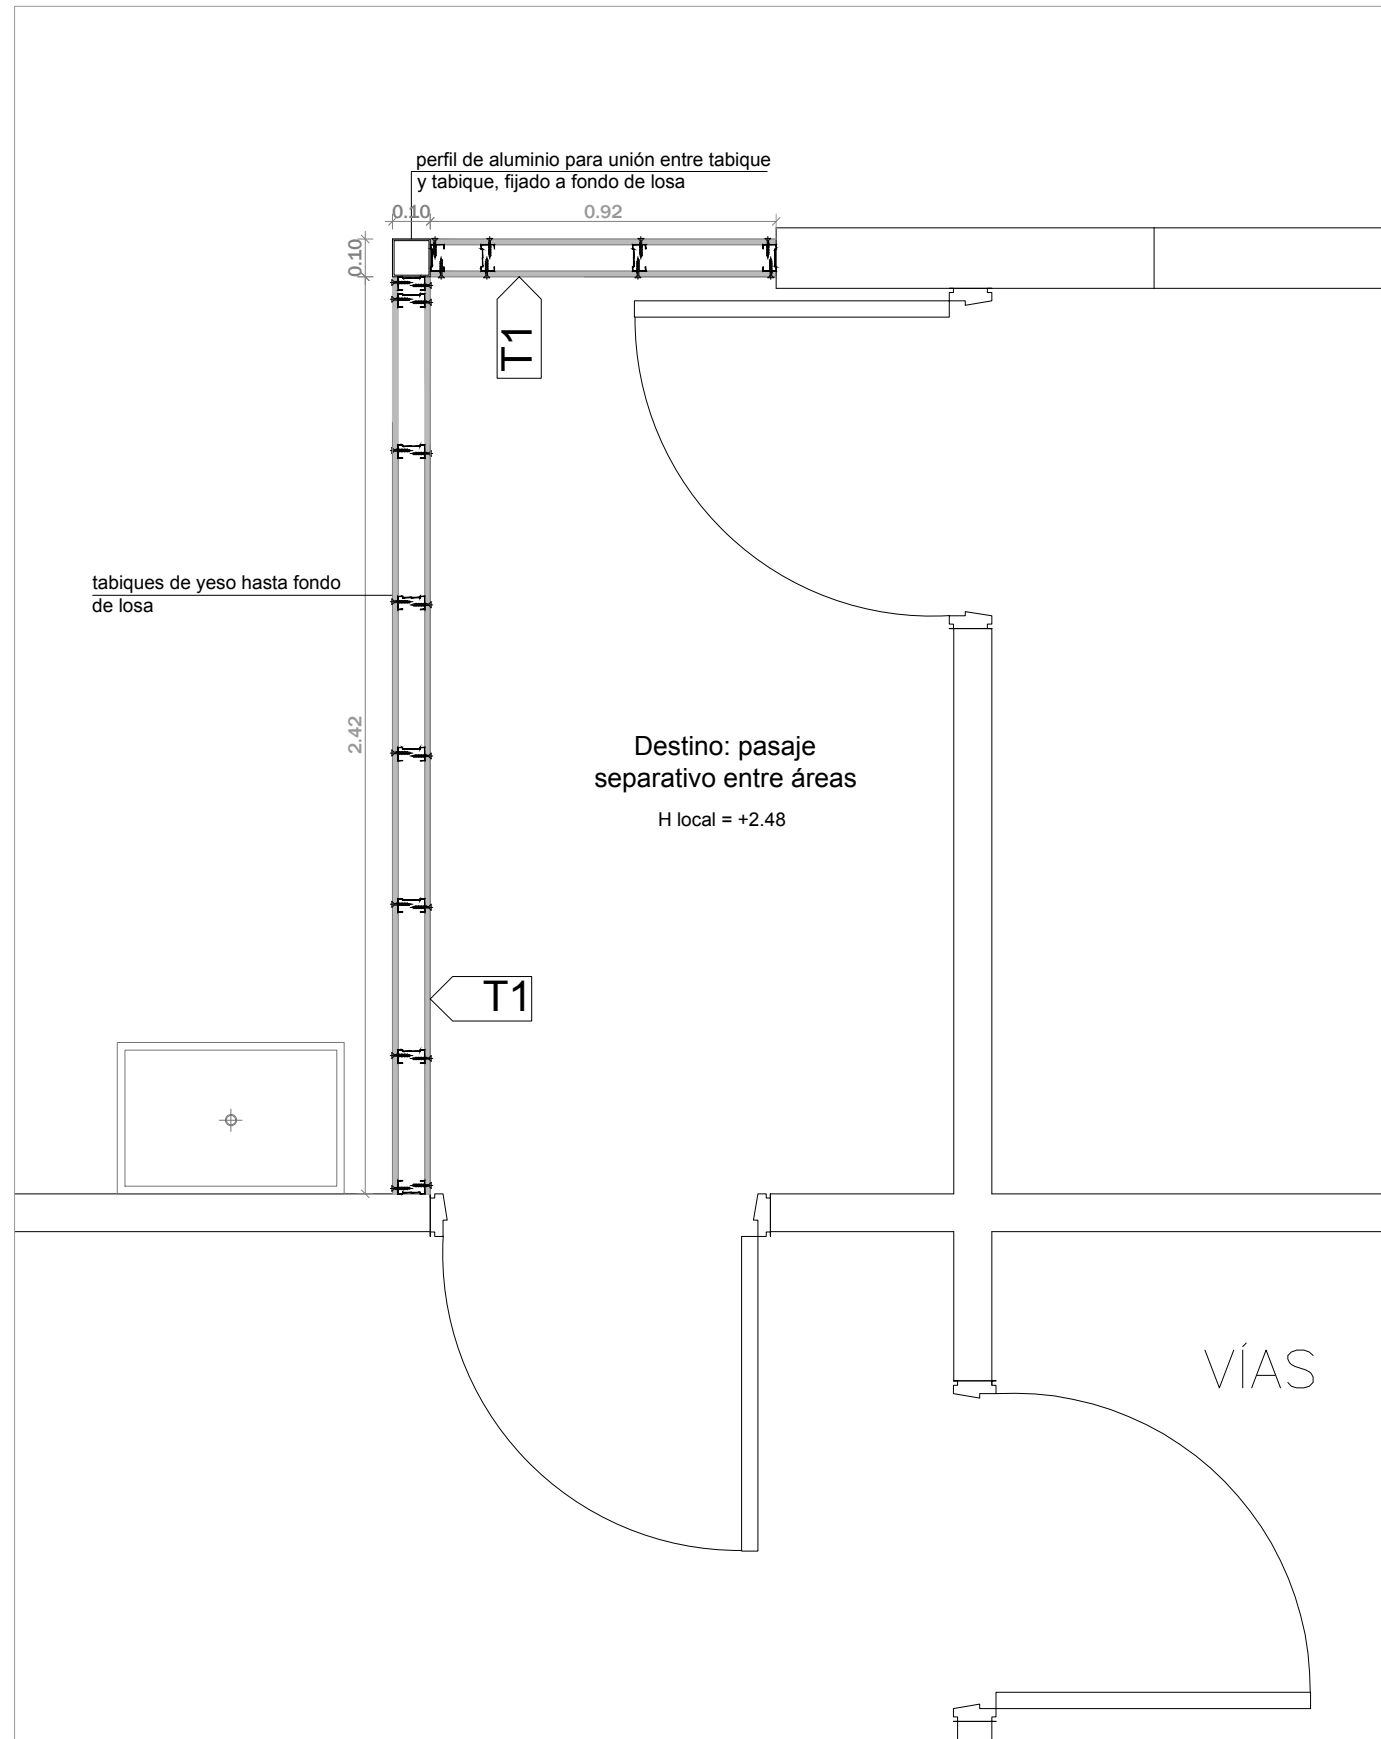 perfil de aluminio para unión entre tabique
y tabique, fijado a fondo de losa
0.10
0.92
0.10
T1
tabiques de yeso hasta fondo
de losa
2.42
Destino: pasaje
separativo entre áreas
H local = +2.48
T1
VÍAS